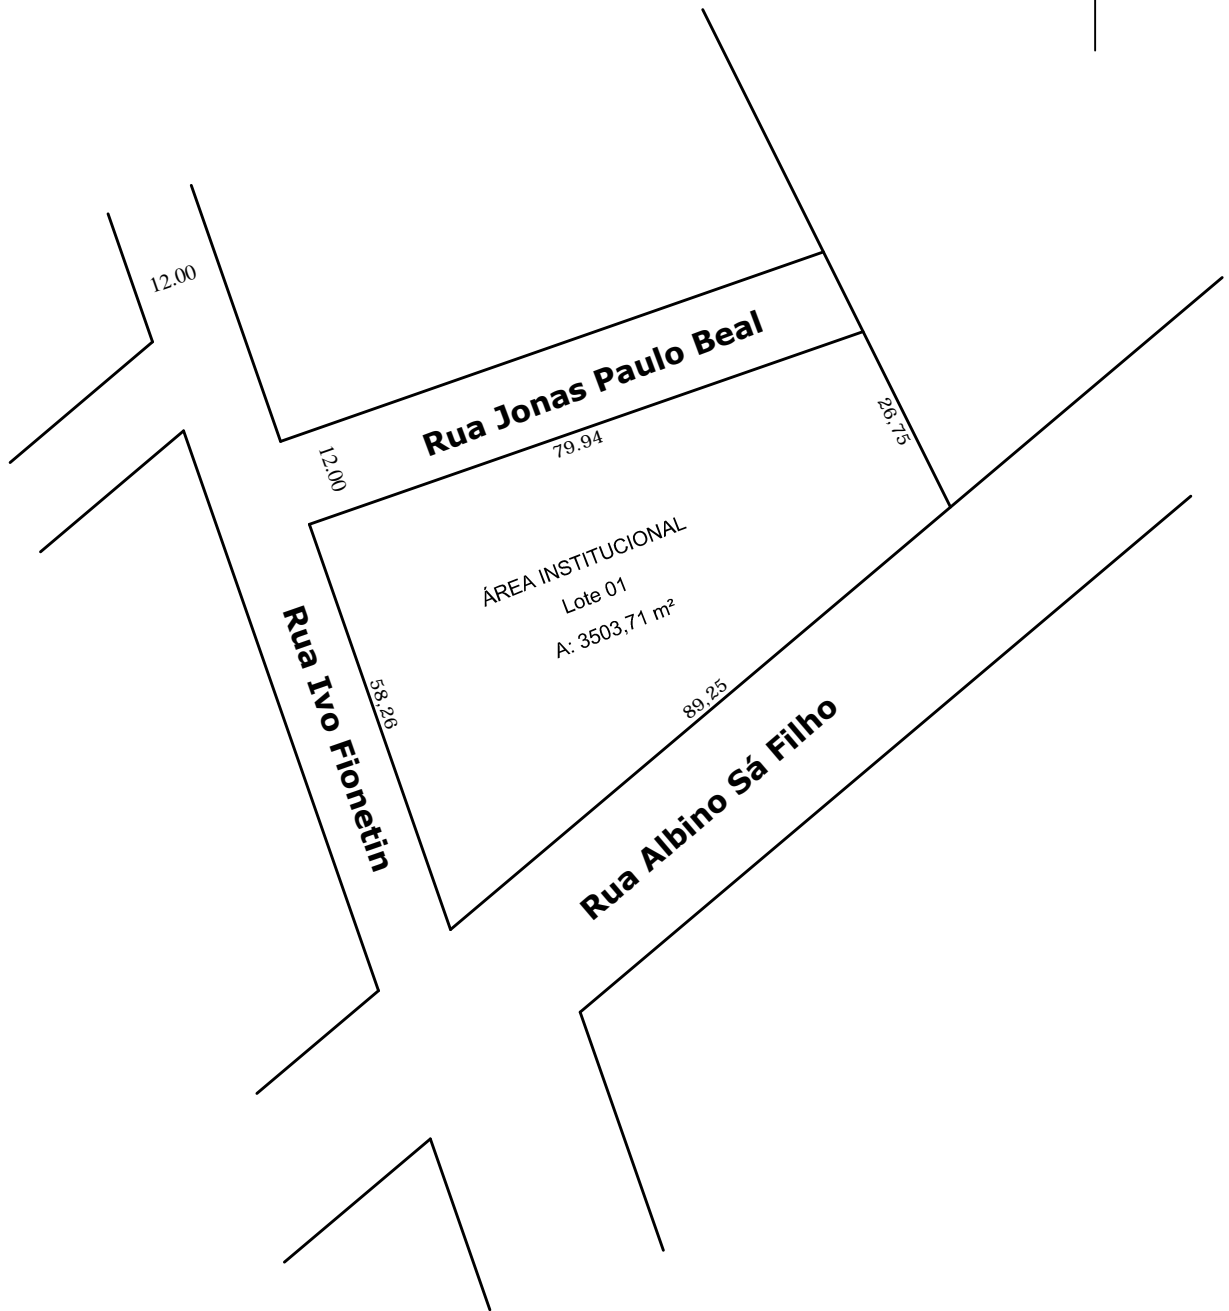 12.00
Rua Jonas Paulo Beal
12.00
79.94
26,75
ÁREA INSTITUCIONAL
Lote 01
A: 3503,71 m²
Rua Ivo Fionetin
58,26
89,25
Rua Albino Sá Filho